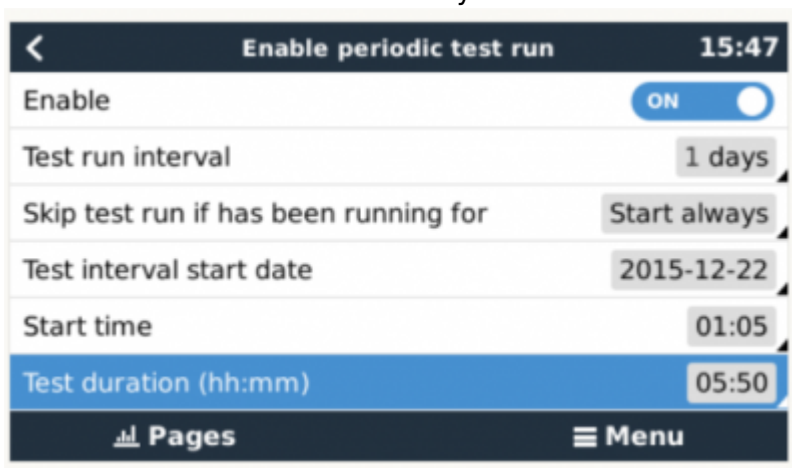 Enable periodic test run 15:47
Enable ON
Test run interval 1 days
Skip test run if has been running for Start always
Test interval start date 2015-12-22
Start time 01:05
Test duration (hh:mm) 05:50
Pages Menu